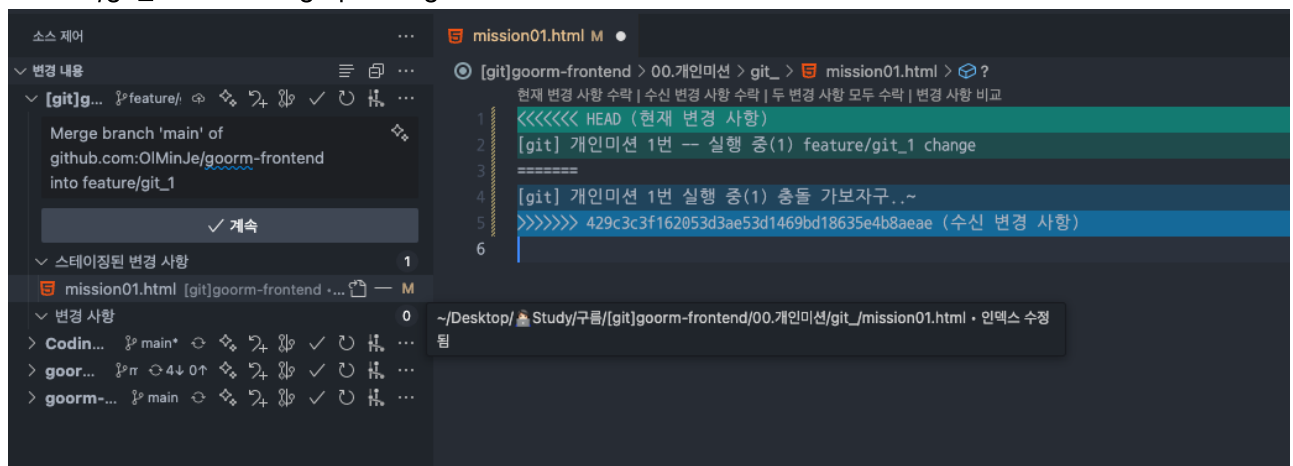 소스 제어
mission01.html M
변경 내용
[git]goorm-frontend > 00.개인미션 > git_ > mission01.html > ?
[git]g... feature/
현재 변경 사항 수락 | 수신 변경 사항 수락 | 두 변경 사항 모두 수락 | 변경 사항 비교
Merge branch 'main' of
github.com:OlMinJe/goorm-frontend
into feature/git_1
1 <<<<<<< HEAD (현재 변경 사항)
2 [git] 개인미션 1번 -- 실행 중(1) feature/git_1 change
3 =======
4 [git] 개인미션 1번 실행 중(1) 충돌 가보자구..~
5 >>>>>>> 429c3c3f162053d3ae53d1469bd18635e4b8aeae (수신 변경 사항)
6
계속
스테이징된 변경 사항 1
mission01.html [git]goorm-frontend •... M
변경 사항 0
~/Desktop/Study/구름/[git]goorm-frontend/00.개인미션/git_/mission01.html • 인덱스 수정
됨
Codin... main*
goor... 4↓ 0↑
goorm-... main